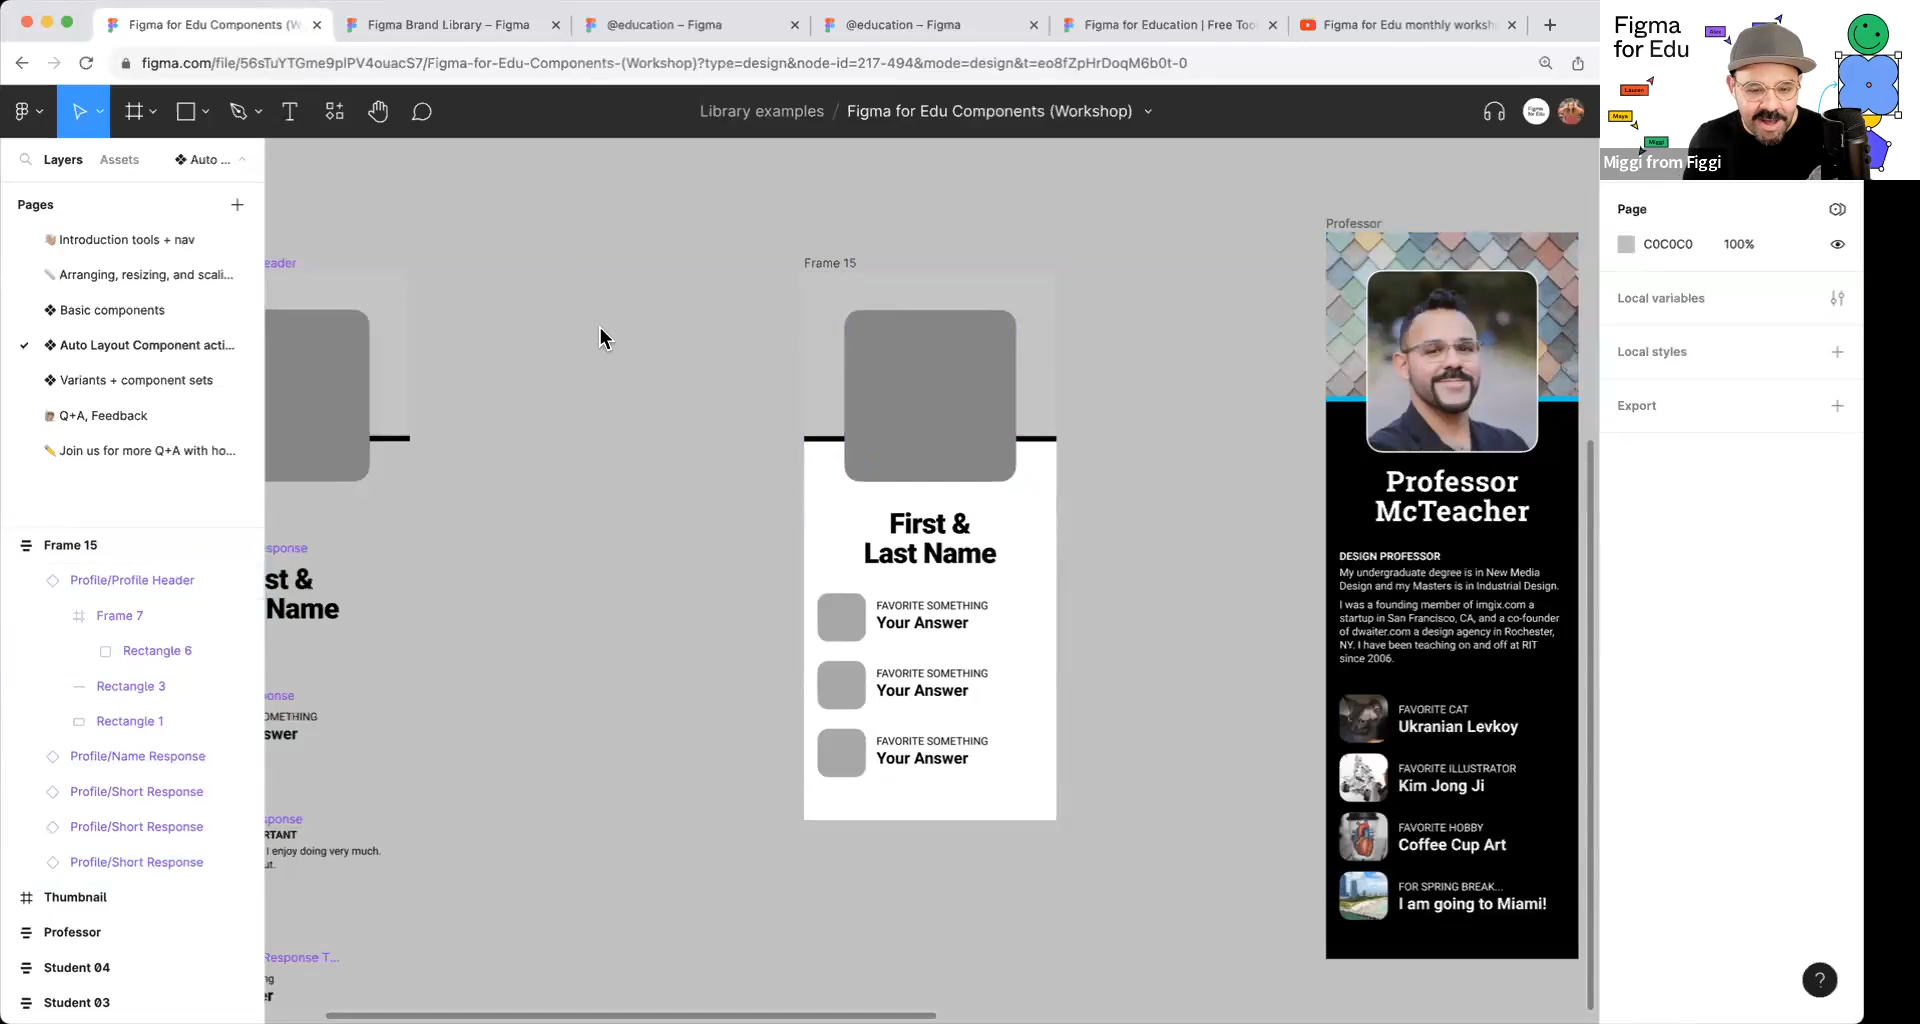 Figma for Edu Components (W
Figma Brand Library – Figma
@education – Figma
@education – Figma
Figma for Education | Free Too
Figma for Edu monthly worksh
figma.com/file/56sTuYTGme9plPV4ouacS7/Figma-for-Edu-Components-(Workshop)?type=design&node-id=217-494&mode=design&t=eo8fZpHrDoqM6b0t-0
Library examples / Figma for Edu Components (Workshop)
Figma
for Edu
Alex
Lauren
Maya
Miggi
Miggi from Figgi
Layers
Assets
Auto ...
Pages
Introduction tools + nav
Arranging, resizing, and scali...
Basic components
Auto Layout Component acti...
Variants + component sets
Q+A, Feedback
Join us for more Q+A with ho...
Frame 15
Profile/Profile Header
Frame 7
Rectangle 6
Rectangle 3
Rectangle 1
Profile/Name Response
Profile/Short Response
Profile/Short Response
Profile/Short Response
Thumbnail
Professor
Student 04
Student 03
eader
sponse
st &
Name
onse
OMETHING
swer
ponse
RTANT
I enjoy doing very much.
ut.
Response T...
ng
r
Frame 15
First &
Last Name
FAVORITE SOMETHING
Your Answer
FAVORITE SOMETHING
Your Answer
FAVORITE SOMETHING
Your Answer
Professor
Professor
McTeacher
DESIGN PROFESSOR
My undergraduate degree is in New Media
Design and my Masters is in Industrial Design.
I was a founding member of imgix.com a
startup in San Francisco, CA, and a co-founder
of dwaiter.com a design agency in Rochester,
NY. I have been teaching on and off at RIT
since 2006.
FAVORITE CAT
Ukranian Levkoy
FAVORITE ILLUSTRATOR
Kim Jong Ji
FAVORITE HOBBY
Coffee Cup Art
FOR SPRING BREAK...
I am going to Miami!
Page
C0C0C0
100%
Local variables
Local styles
Export
?